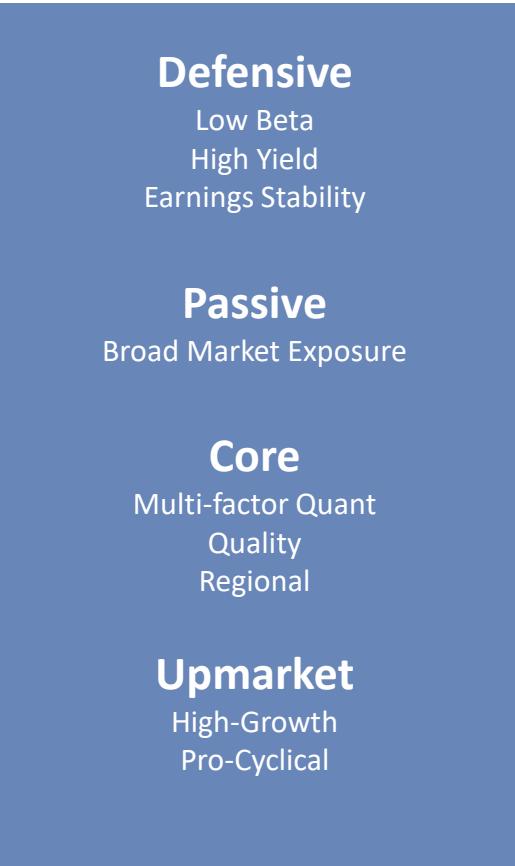 Defensive
Low Beta
High Yield
Earnings Stability
Passive
Broad Market Exposure
Core
Multi-factor Quant
Quality
Regional
Upmarket
High-Growth
Pro-Cyclical